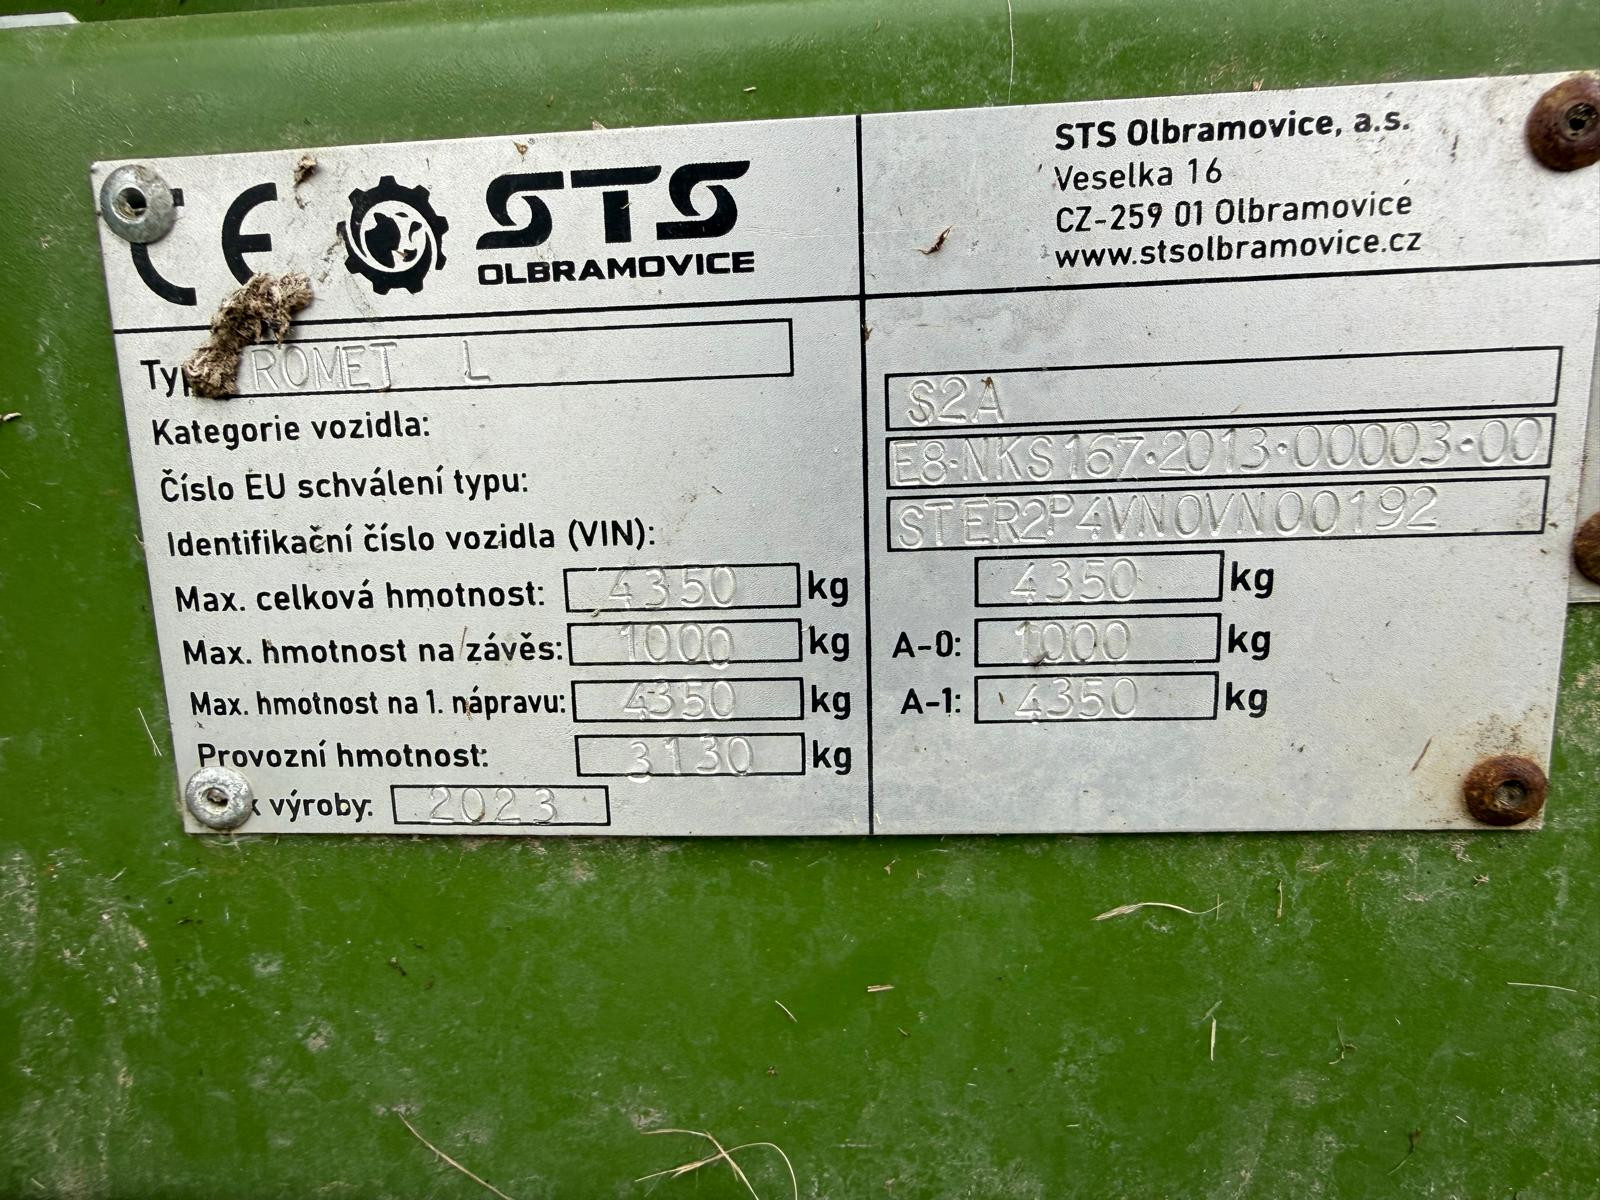 CE STS
OLBRAMOVICE
STS Olbramovice, a.s.
Veselka 16
CZ-259 01 Olbramovice
www.stsolbramovice.cz
ROMET L
Kategorie vozidla: S2A
Číslo EU schválení typu: E8·NKS167·2013·00003·00
Identifikační číslo vozidla (VIN): STER2P4VN0VN00192
Max. celková hmotnost: 4350 kg 4350 kg
Max. hmotnost na závěs: 1000 kg A-0: 1000 kg
Max. hmotnost na 1. nápravu: 4350 kg A-1: 4350 kg
Provozní hmotnost: 3130 kg
výroby: 2023